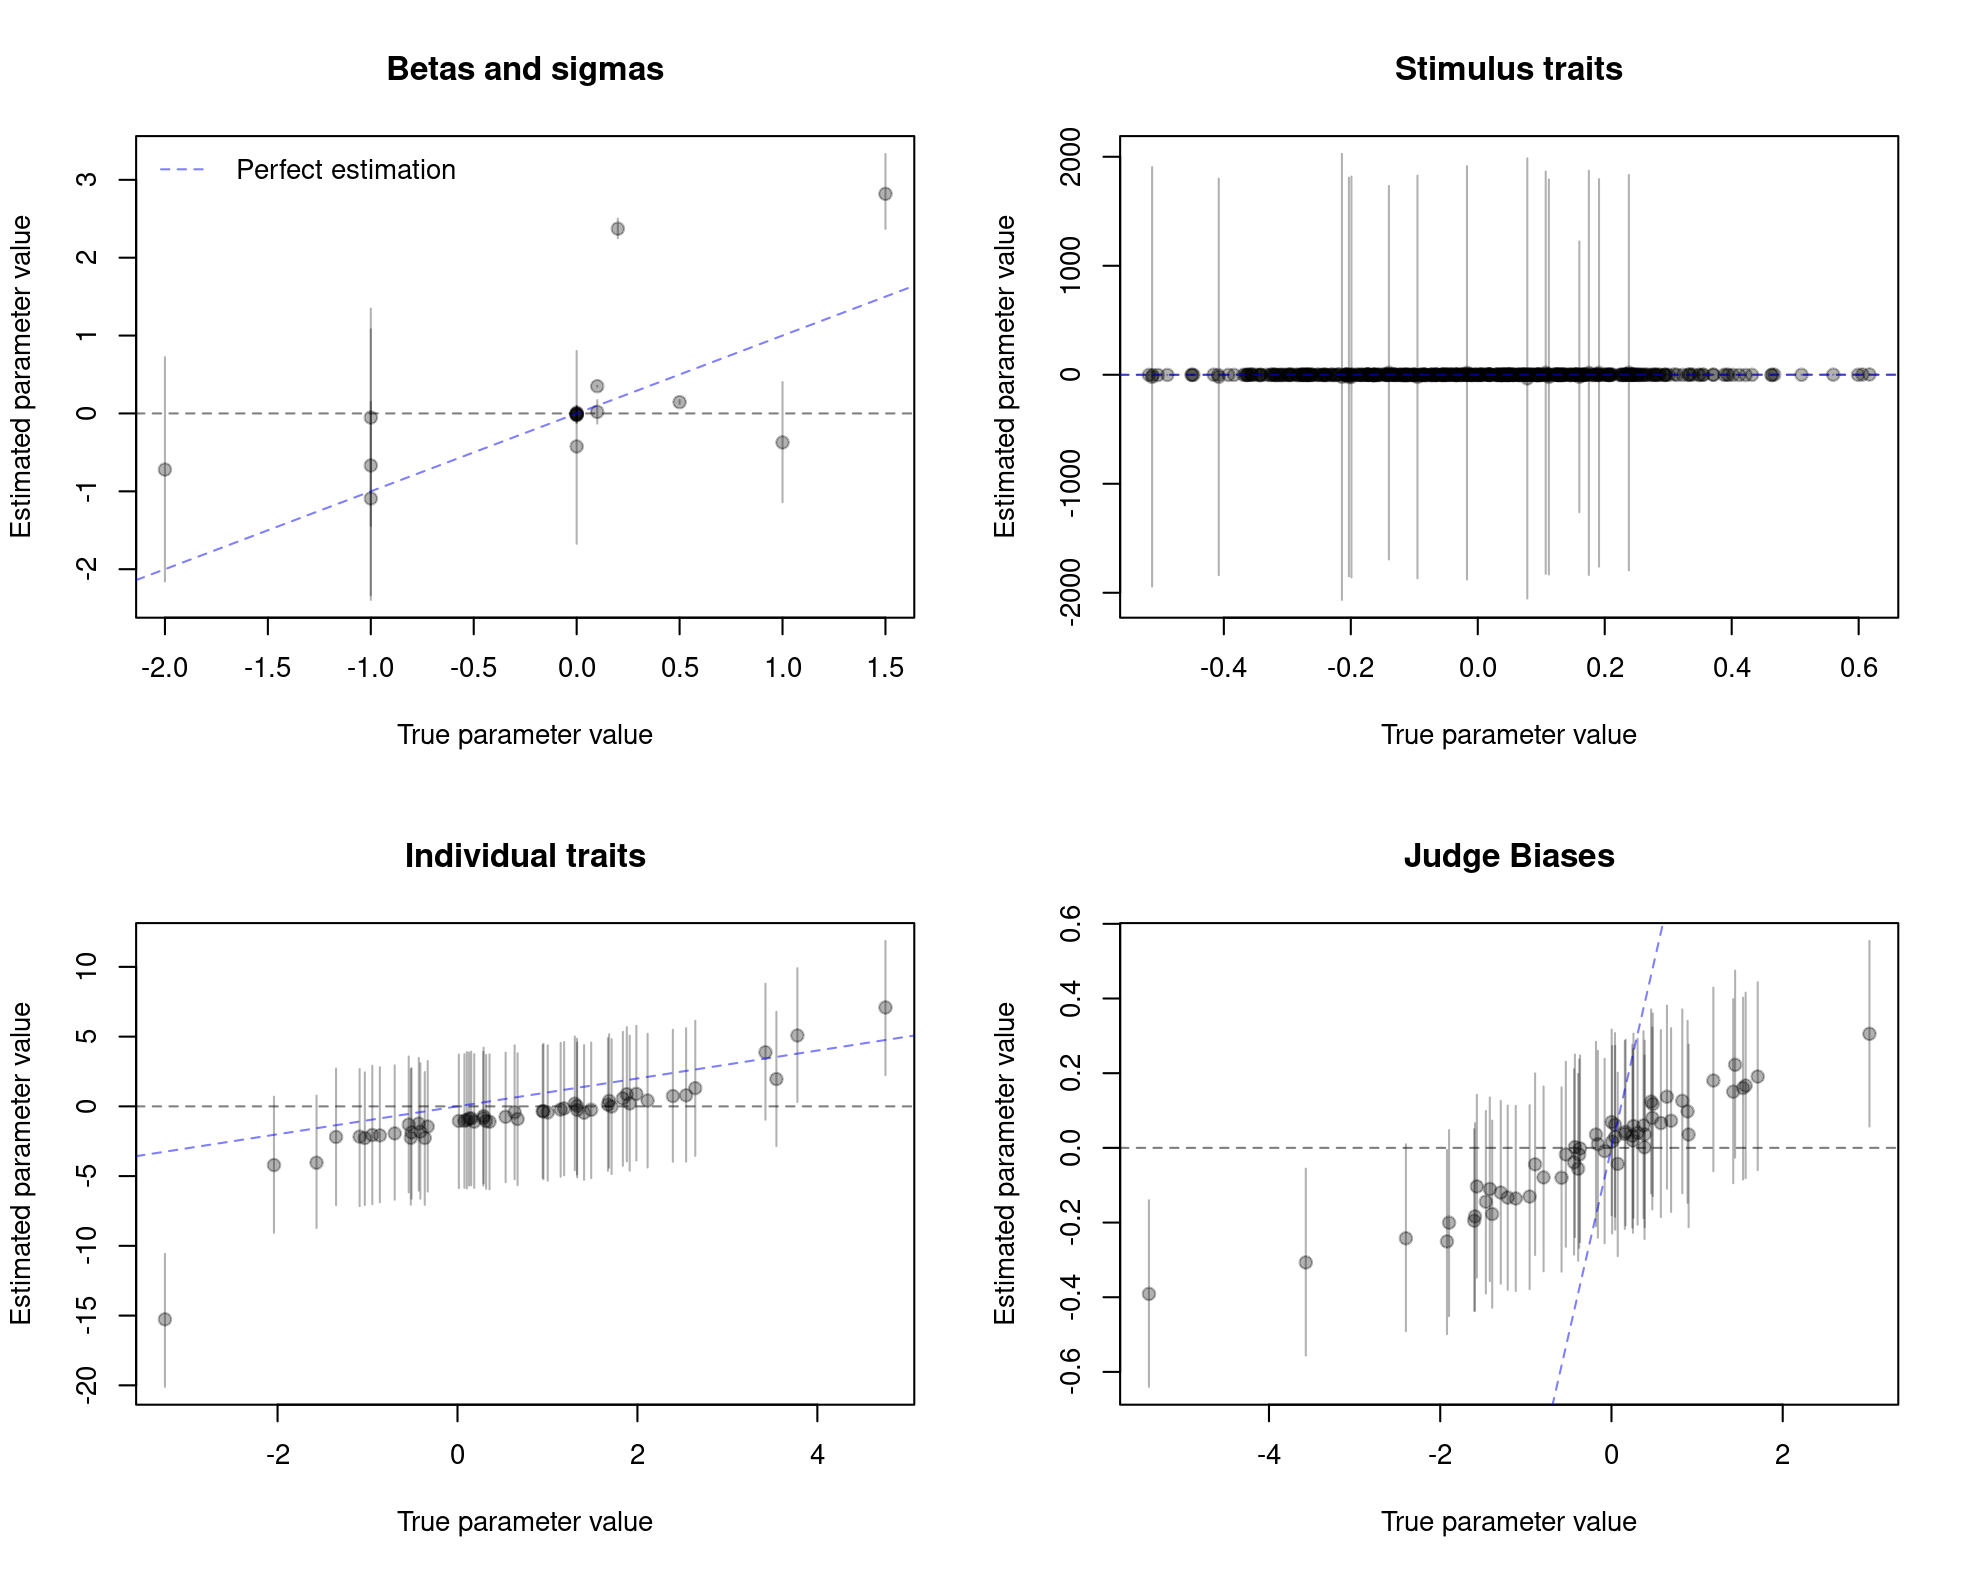 Betas and sigmas
Perfect estimation
Estimated parameter value
3
2
1
0
-1
-2
-2.0 -1.5 -1.0 -0.5 0.0 0.5 1.0 1.5
True parameter value
Stimulus traits
Estimated parameter value
2000
1000
0
-1000
-2000
-0.4 -0.2 0.0 0.2 0.4 0.6
True parameter value
Individual traits
Estimated parameter value
10
5
0
-5
-10
-15
-20
-2 0 2 4
True parameter value
Judge Biases
Estimated parameter value
0.6
0.4
0.2
0.0
-0.2
-0.4
-0.6
-4 -2 0 2
True parameter value